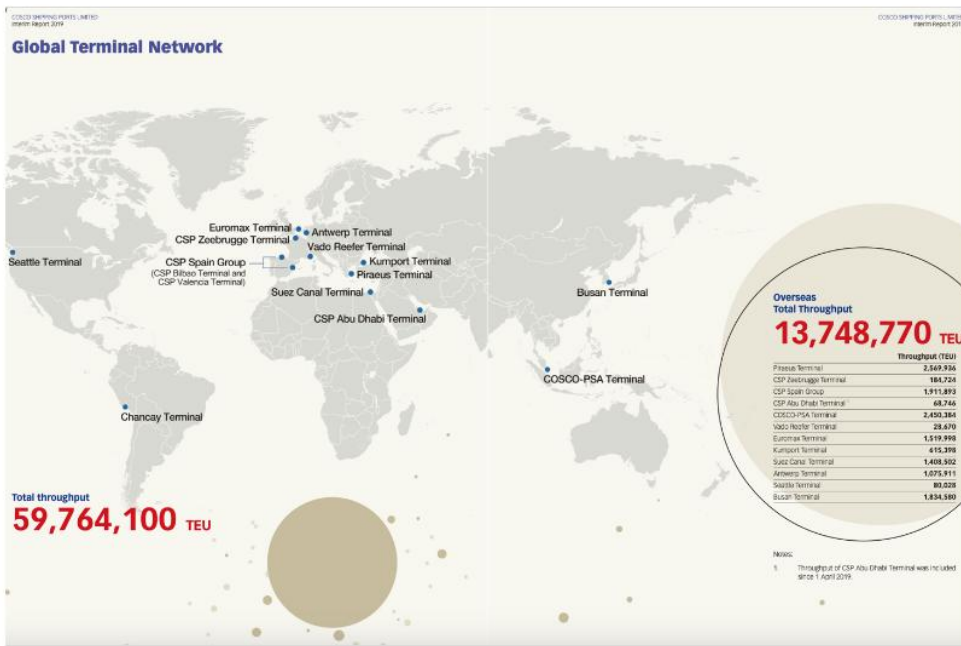 COSCO SHIPPING PORTS LIMITED
Interim Report 2019
COSCO SHIPPING PORTS LIMITE
Interim Report 201
Global Terminal Network
Euromax Terminal
Antwerp Terminal
CSP Zeebrugge Terminal
Vado Reefer Terminal
Seattle Terminal
CSP Spain Group
(CSP Bilbao Terminal and
CSP Valencia Terminal)
Kumport Terminal
Piraeus Terminal
Suez Canal Terminal
CSP Abu Dhabi Terminal
Busan Terminal
COSCO-PSA Terminal
Chancay Terminal
Total throughput
59,764,100 TEU
Overseas
Total Throughput
13,748,770 TEU
Throughput (TEU)
Piraeus Terminal 2,569,936
CSP Zeebrugge Terminal 184,724
CSP Spain Group 1,911,893
CSP Abu Dhabi Terminal 68,746
COSCO-PSA Terminal 2,450,384
Vado Reefer Terminal 28,670
Euromax Terminal 1,519,998
Kumport Terminal 615,398
Suez Canal Terminal 1,408,502
Antwerp Terminal 1,075,911
Seattle Terminal 80,028
Busan Terminal 1,834,580
Notes:
1. Throughput of CSP Abu Dhabi Terminal was included
since 1 April 2019.